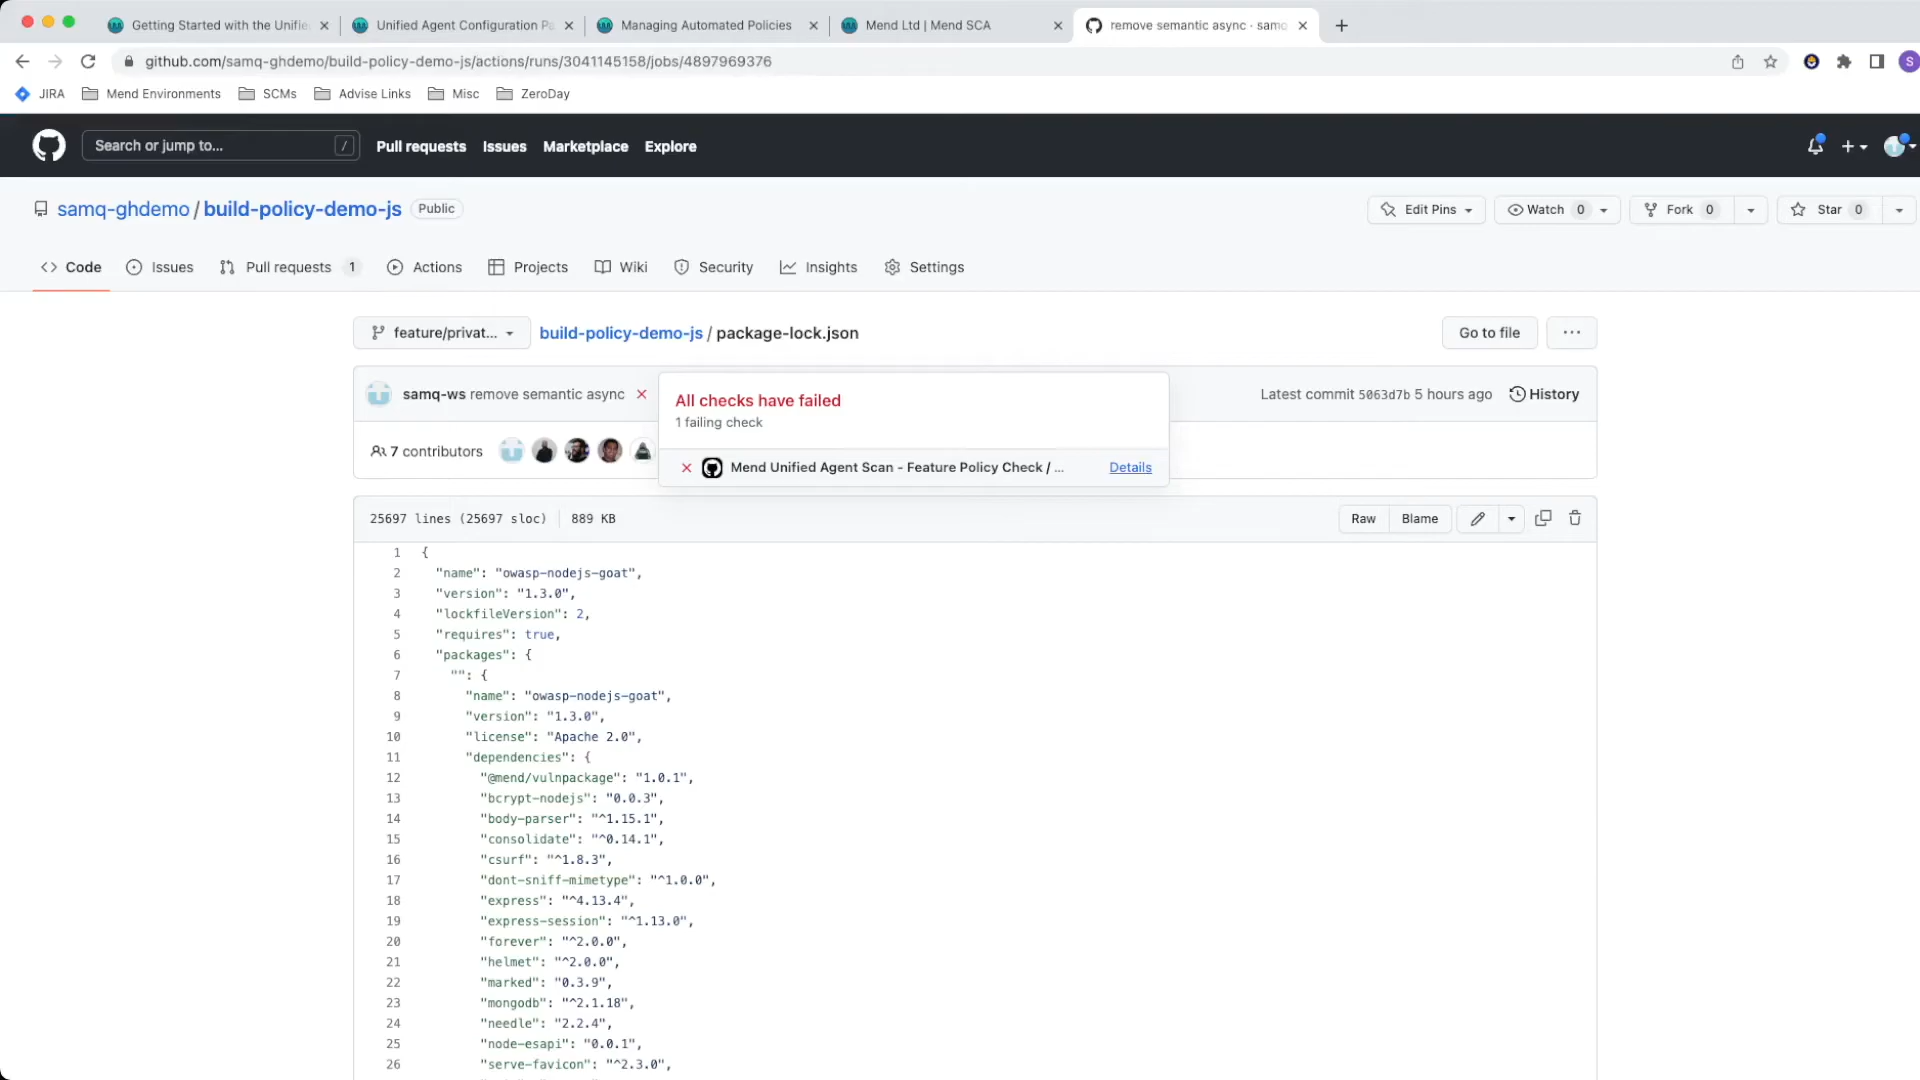 Getting Started with the Unifie
Unified Agent Configuration Pa
Managing Automated Policies
Mend Ltd | Mend SCA
remove semantic async · samq
github.com/samq-ghdemo/build-policy-demo-js/actions/runs/3041145158/jobs/4897969376
S
JIRA
Mend Environments
SCMs
Advise Links
Misc
ZeroDay
Search or jump to...
/
Pull requests
Issues
Marketplace
Explore
samq-ghdemo / build-policy-demo-js
Public
Edit Pins
Watch 0
Fork 0
Star 0
Code
Issues
Pull requests 1
Actions
Projects
Wiki
Security
Insights
Settings
feature/privat...
build-policy-demo-js / package-lock.json
Go to file
samq-ws remove semantic async
Latest commit 5063d7b 5 hours ago
History
All checks have failed
1 failing check
7 contributors
Mend Unified Agent Scan - Feature Policy Check / ...
Details
25697 lines (25697 sloc)
889 KB
Raw
Blame
1 {
2 "name": "owasp-nodejs-goat",
3 "version": "1.3.0",
4 "lockfileVersion": 2,
5 "requires": true,
6 "packages": {
7 "": {
8 "name": "owasp-nodejs-goat",
9 "version": "1.3.0",
10 "license": "Apache 2.0",
11 "dependencies": {
12 "@mend/vulnpackage": "1.0.1",
13 "bcrypt-nodejs": "0.0.3",
14 "body-parser": "^1.15.1",
15 "consolidate": "^0.14.1",
16 "csurf": "^1.8.3",
17 "dont-sniff-mimetype": "^1.0.0",
18 "express": "^4.13.4",
19 "express-session": "^1.13.0",
20 "forever": "^2.0.0",
21 "helmet": "^2.0.0",
22 "marked": "0.3.9",
23 "mongodb": "^2.1.18",
24 "needle": "2.2.4",
25 "node-esapi": "0.0.1",
26 "serve-favicon": "^2.3.0",